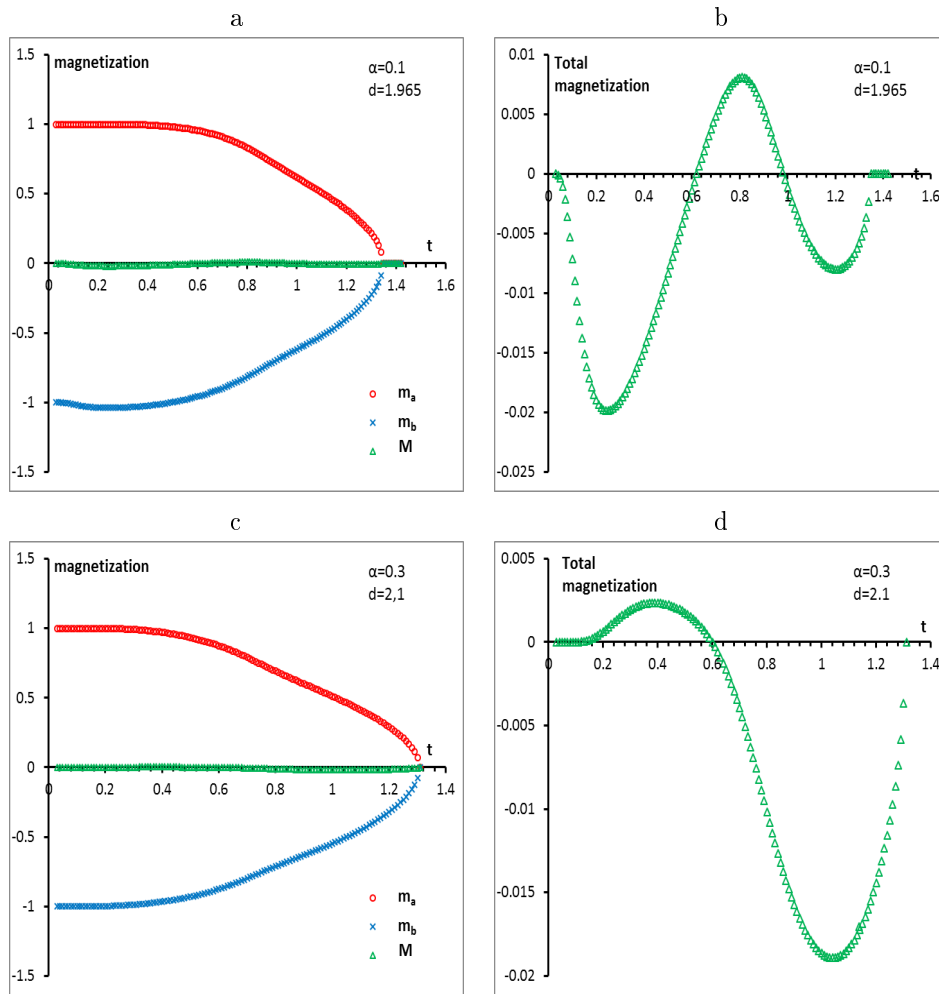 a
1.5
magnetization
α=0.1
d=1.965
1
0.5
t
0
0 0.2 0.4 0.6 0.8 1 1.2 1.4 1.6
-0.5
-1
-1.5
ma
mb
M
b
0.01
Total
magnetization
α=0.1
d=1.965
0.005
0
t
0 0.2 0.4 0.6 0.8 1 1.2 1.4 1.6
-0.005
-0.01
-0.015
-0.02
-0.025
c
1.5
magnetization
α=0.3
d=2,1
1
0.5
t
0
0 0.2 0.4 0.6 0.8 1 1.2 1.4
-0.5
-1
-1.5
ma
mb
M
d
0.005
Total
magnetization
α=0.3
d=2.1
t
0
0 0.2 0.4 0.6 0.8 1 1.2 1.4
-0.005
-0.01
-0.015
-0.02